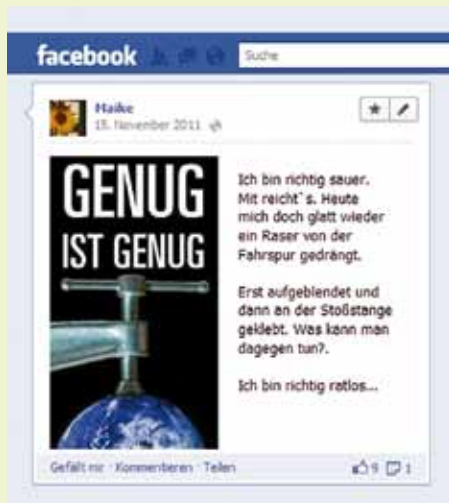 facebook
Suche
Maike
15. November 2011
GENUG
IST GENUG
Ich bin richtig sauer.
Mit reicht`s. Heute
mich doch glatt wieder
ein Raser von der
Fahrspur gedrängt.
Erst aufgeblendet und
dann an der Stoßstange
geklebt. Was kann man
dagegen tun?.
Ich bin richtig ratlos...
Gefällt mir · Kommentieren · Teilen
9 1